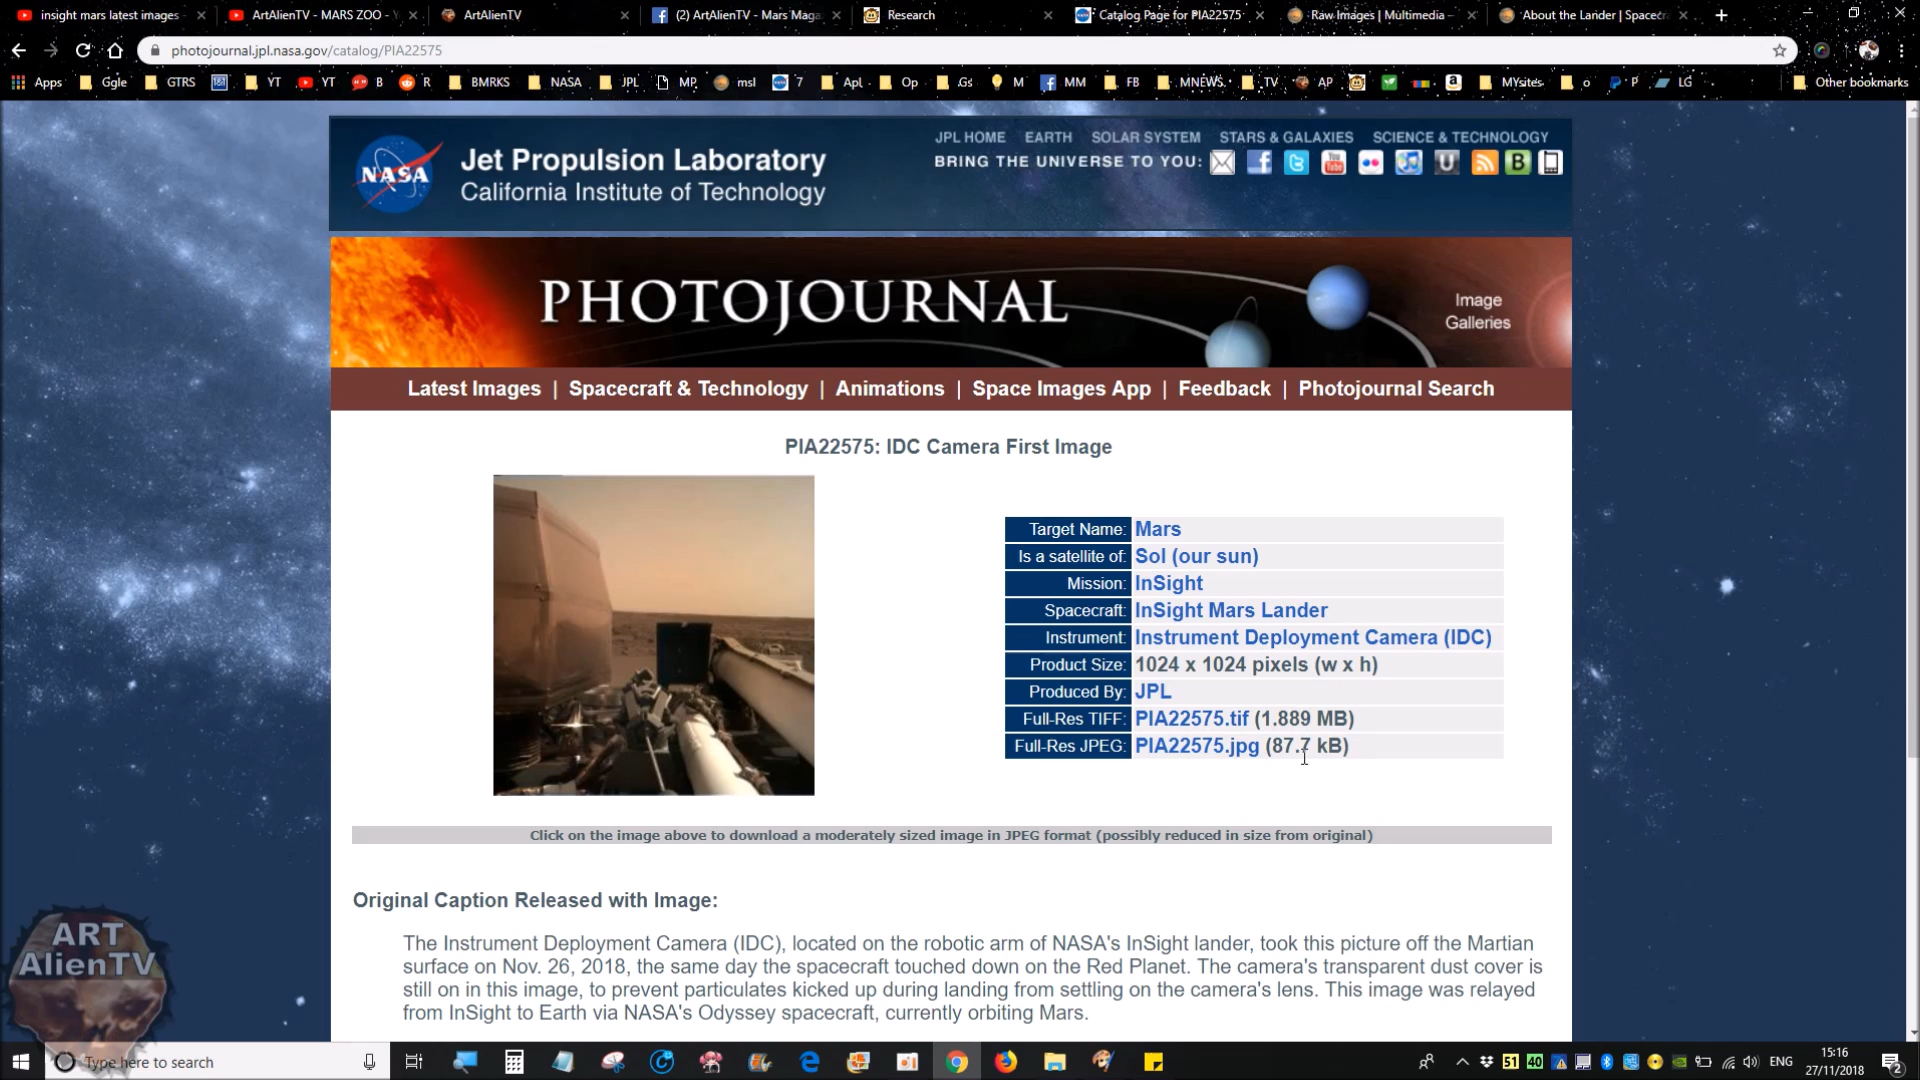 insight mars latest images
ArtAlienTV - MARS ZOO -
ArtAlienTV
(2) ArtAlienTV - Mars Maga
Research
Catalog Page for PIA22575
Raw Images | Multimedia –
About the Lander | Spacecr
photojournal.jpl.nasa.gov/catalog/PIA22575
Apps Ggle GTRS YT YT B R BMRKS NASA JPL MP msl 7 Apl Op Gs M MM FB MNEWS TV AP MYsites o P LG Other bookmarks
NASA
Jet Propulsion Laboratory
California Institute of Technology
JPL HOME EARTH SOLAR SYSTEM STARS & GALAXIES SCIENCE & TECHNOLOGY
BRING THE UNIVERSE TO YOU:
PHOTOJOURNAL
Image
Galleries
Latest Images | Spacecraft & Technology | Animations | Space Images App | Feedback | Photojournal Search
PIA22575: IDC Camera First Image
Target Name: Mars
Is a satellite of: Sol (our sun)
Mission: InSight
Spacecraft: InSight Mars Lander
Instrument: Instrument Deployment Camera (IDC)
Product Size: 1024 x 1024 pixels (w x h)
Produced By: JPL
Full-Res TIFF: PIA22575.tif (1.889 MB)
Full-Res JPEG: PIA22575.jpg (87.7 kB)
Click on the image above to download a moderately sized image in JPEG format (possibly reduced in size from original)
Original Caption Released with Image:
The Instrument Deployment Camera (IDC), located on the robotic arm of NASA's InSight lander, took this picture off the Martian
surface on Nov. 26, 2018, the same day the spacecraft touched down on the Red Planet. The camera's transparent dust cover is
still on in this image, to prevent particulates kicked up during landing from settling on the camera's lens. This image was relayed
from InSight to Earth via NASA's Odyssey spacecraft, currently orbiting Mars.
ART
AlienTV
Type here to search
51 40
ENG
15:16
27/11/2018
2